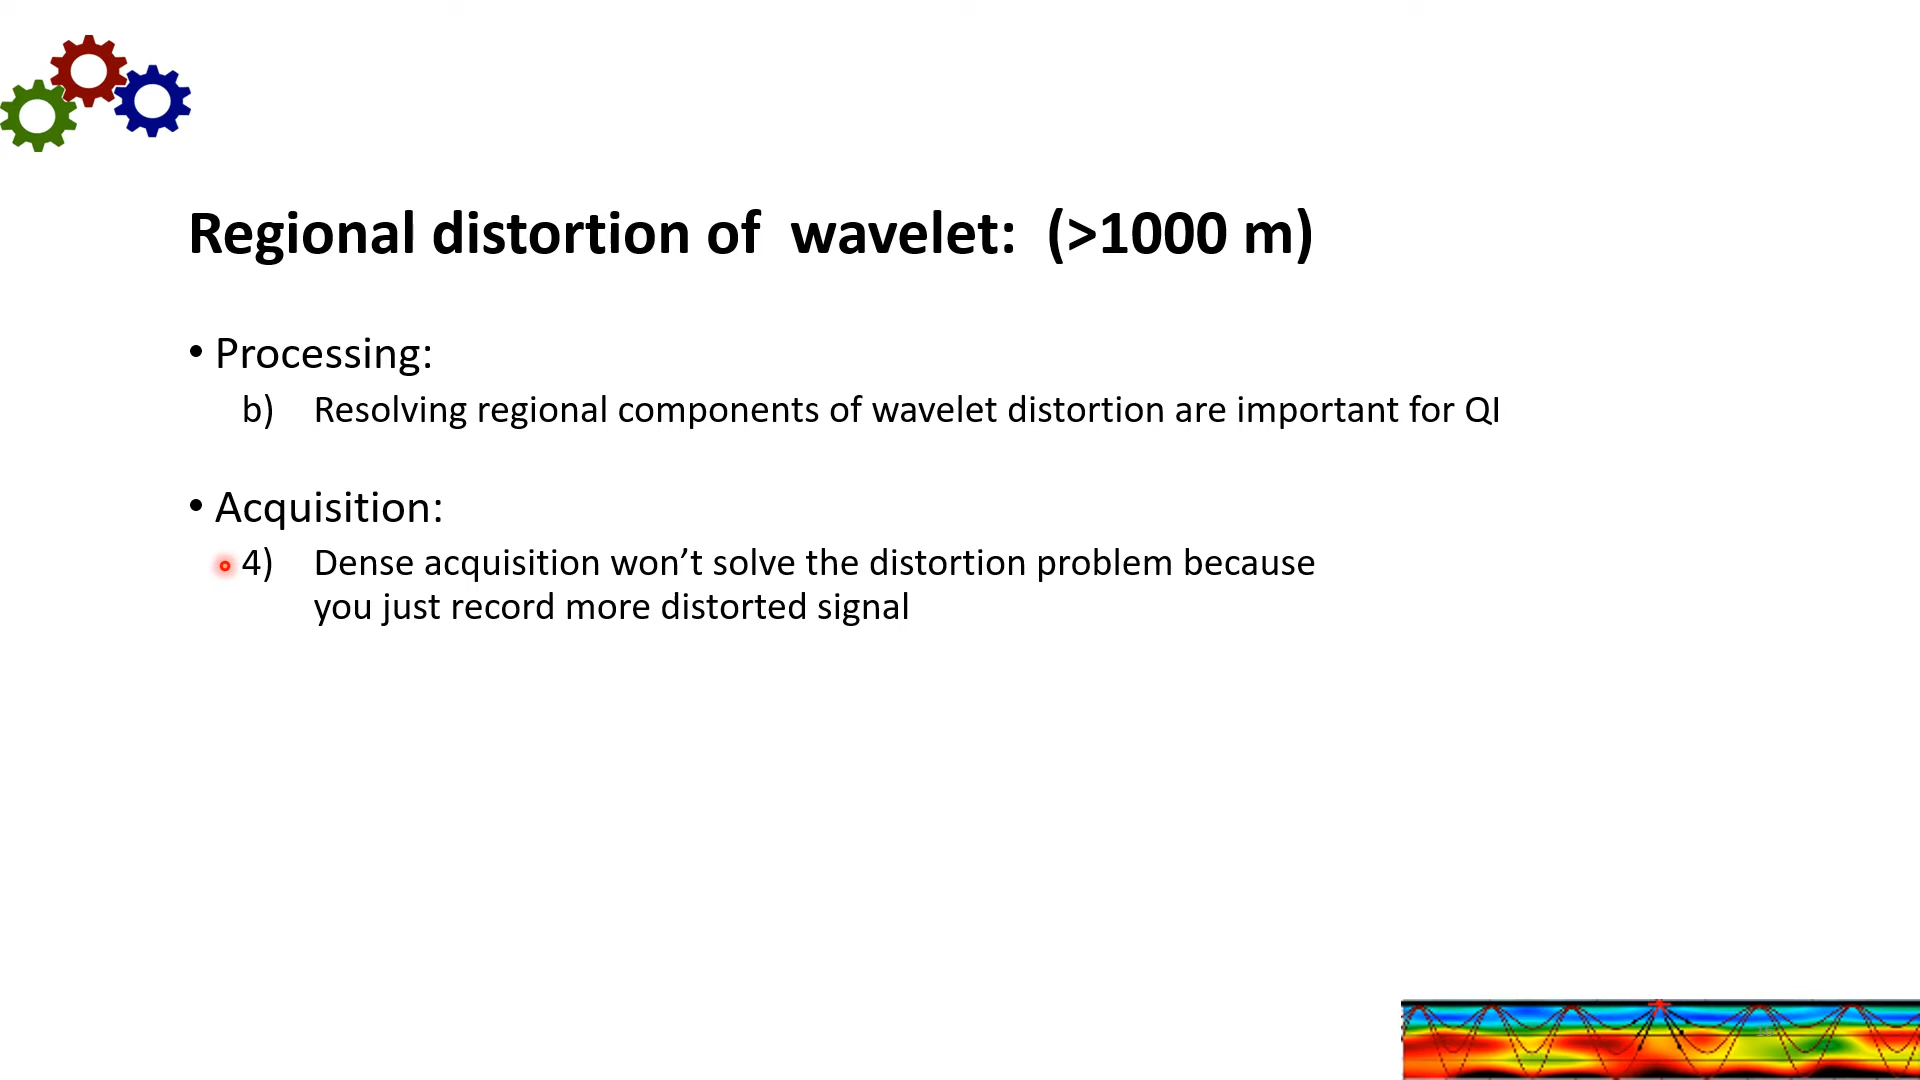 Regional distortion of  wavelet:  (>1000 m)
• Processing:
b) Resolving regional components of wavelet distortion are important for QI
• Acquisition:
4) Dense acquisition won’t solve the distortion problem because
you just record more distorted signal